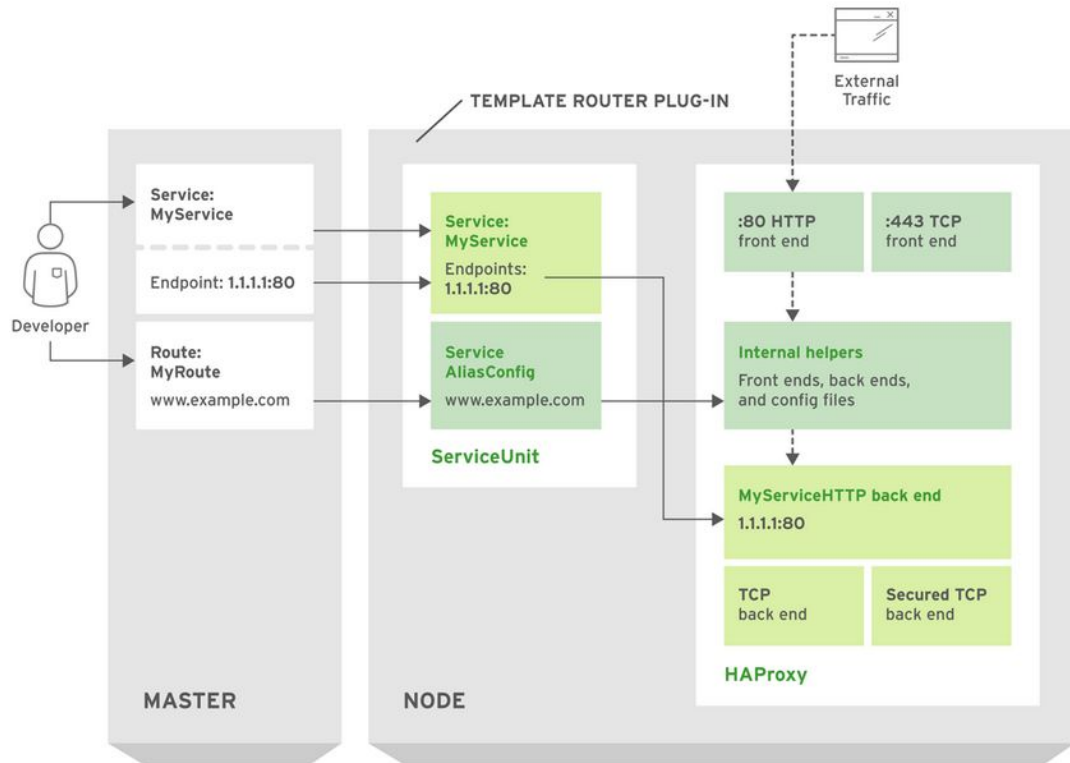 External
Traffic
TEMPLATE ROUTER PLUG-IN
Service:
MyService
Endpoint: 1.1.1.1:80
Developer
Route:
MyRoute
www.example.com
MASTER
Service:
MyService
Endpoints:
1.1.1.1:80
Service
AliasConfig
www.example.com
ServiceUnit
NODE
:80 HTTP
front end
:443 TCP
front end
Internal helpers
Front ends, back ends,
and config files
MyServiceHTTP back end
1.1.1.1:80
TCP
back end
Secured TCP
back end
HAProxy